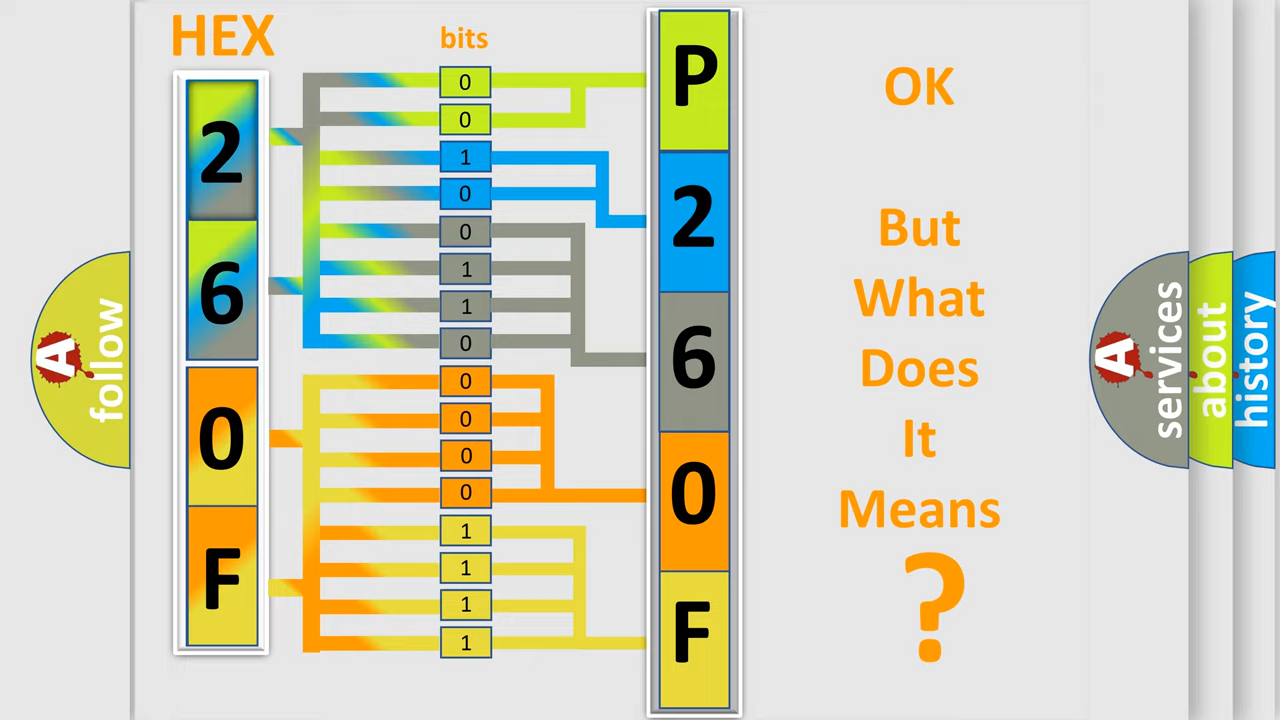 HEX
bits
2
6
0
F
0
0
1
0
0
1
1
0
0
0
0
0
1
1
1
1
P
2
6
0
F
OK
But
What
Does
It
Means
?
A
follow
A
services
about
history